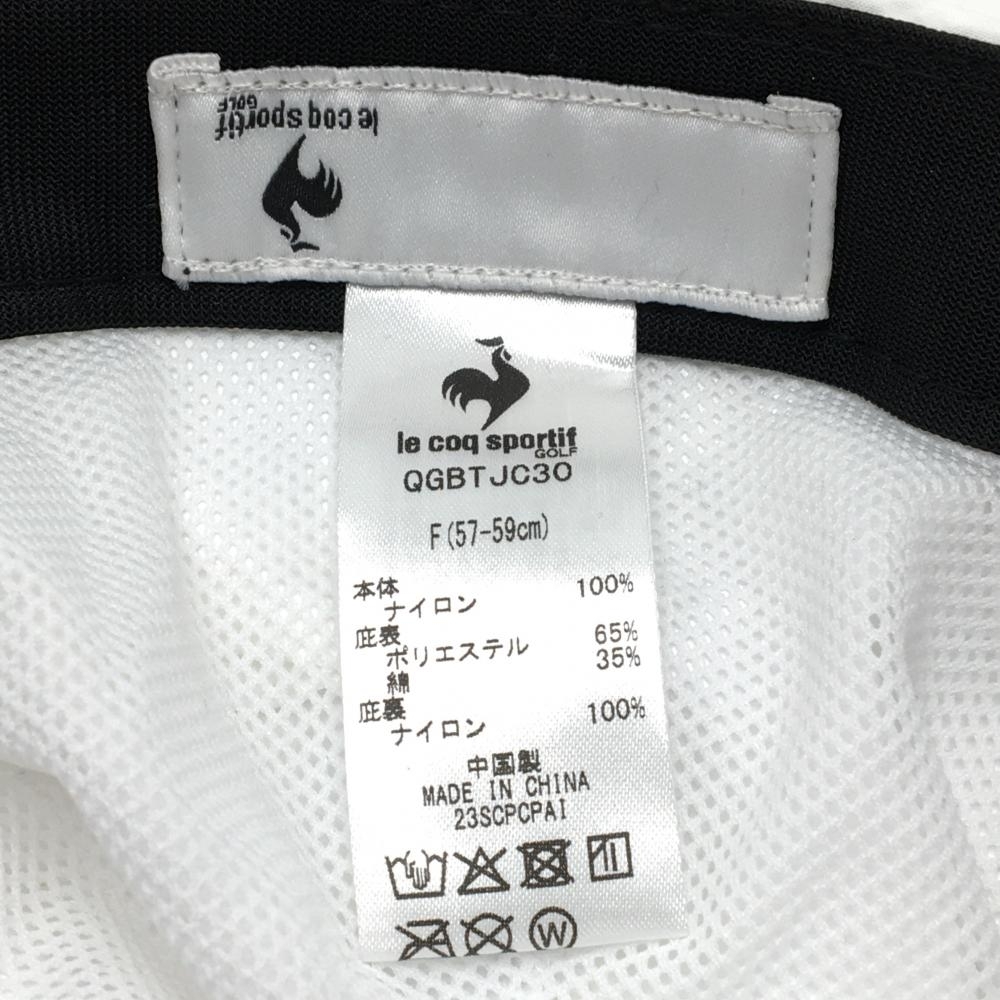 le coq sportif
GOLF
le coq sportif
GOLF
QGBTJC30
F(57-59cm)
本体 100%
ナイロン
庇表 65%
ポリエステル 35%
綿
庇裏 100%
ナイロン
中国製
MADE IN CHINA
23SCPCPAI
W